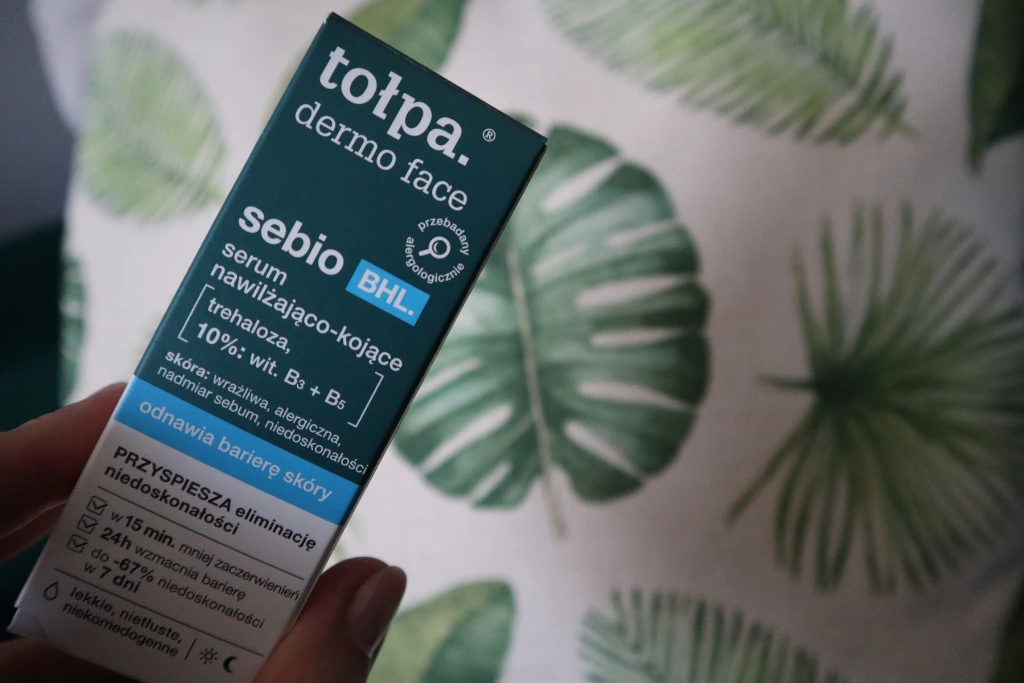 tołpa.®
dermo face
przebadany alergologicznie
sebio BHL.
serum
nawilżająco-kojące
trehaloza,
10%: wit. B3 + B5
skóra: wrażliwa, alergiczna,
nadmiar sebum, niedoskonałości
odnawia barierę skóry
PRZYSPIESZA eliminację
niedoskonałości
w 15 min. mniej zaczerwienień
24h wzmacnia barierę
do -67% niedoskonałości
w 7 dni
lekkie, nietłuste,
niekomedogenne